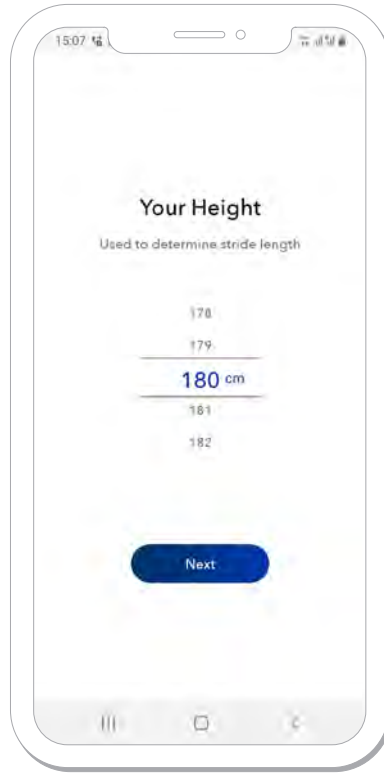 15:07
Your Height
Used to determine stride length
178
179
180 cm
181
182
Next